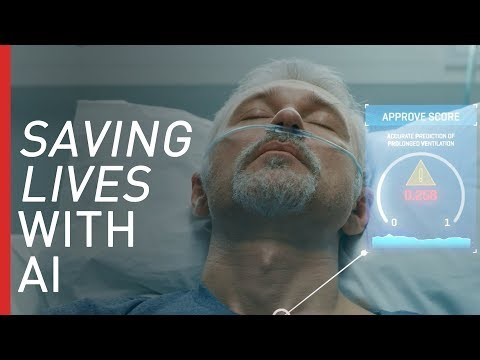 SAVING
LIVES
WITH
AI
APPROVE SCORE
ACCURATE PREDICTION OF
PROLONGED VENTILATION
0.258
0 1